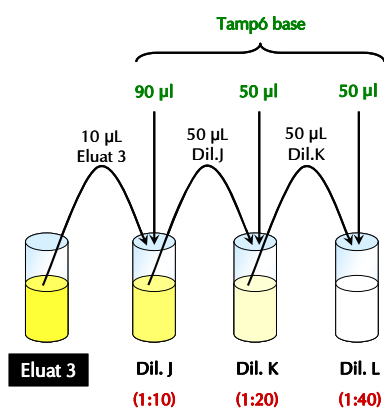 Tampó base
90 µl
50 µl
50 µl
10 µL
Eluat 3
50 µL
Dil.J
50 µL
Dil.K
Eluat 3
Dil. J
Dil. K
Dil. L
(1:10)
(1:20)
(1:40)